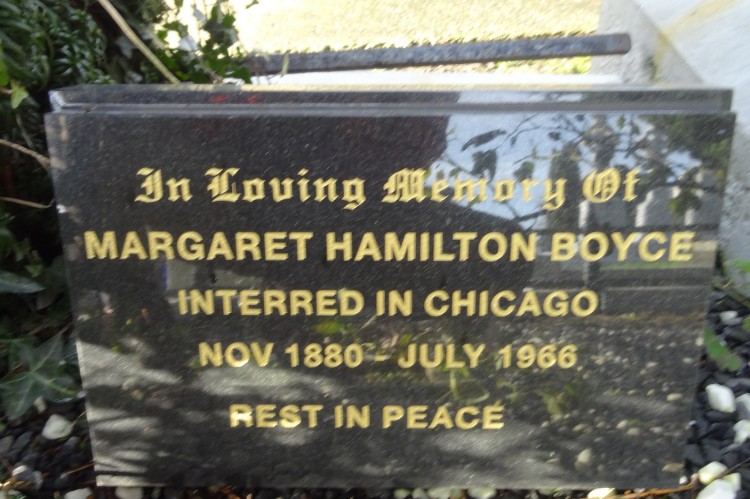 In Loving Memory Of
MARGARET HAMILTON BOYCE
INTERRED IN CHICAGO
NOV 1880 - JULY 1966
REST IN PEACE